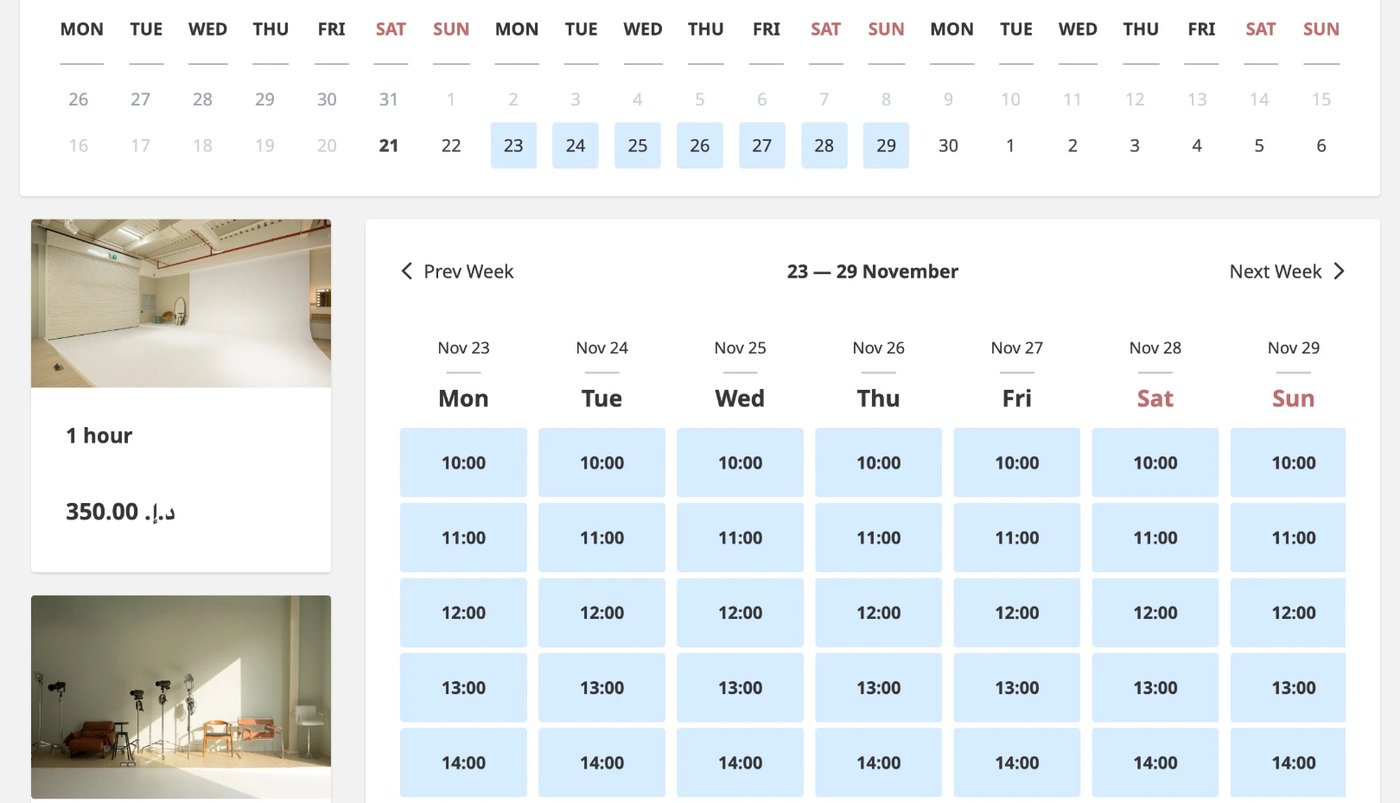 MON TUE WED THU FRI SAT SUN MON TUE WED THU FRI SAT SUN MON TUE WED THU FRI SAT SUN
26 27 28 29 30 31 1 2 3 4 5 6 7 8 9 10 11 12 13 14 15
16 17 18 19 20 21 22 23 24 25 26 27 28 29 30 1 2 3 4 5 6
Prev Week 23 — 29 November Next Week
Nov 23 Nov 24 Nov 25 Nov 26 Nov 27 Nov 28 Nov 29
Mon Tue Wed Thu Fri Sat Sun
10:00 10:00 10:00 10:00 10:00 10:00 10:00
11:00 11:00 11:00 11:00 11:00 11:00 11:00
12:00 12:00 12:00 12:00 12:00 12:00 12:00
13:00 13:00 13:00 13:00 13:00 13:00 13:00
14:00 14:00 14:00 14:00 14:00 14:00 14:00
1 hour
350.00 د.إ.